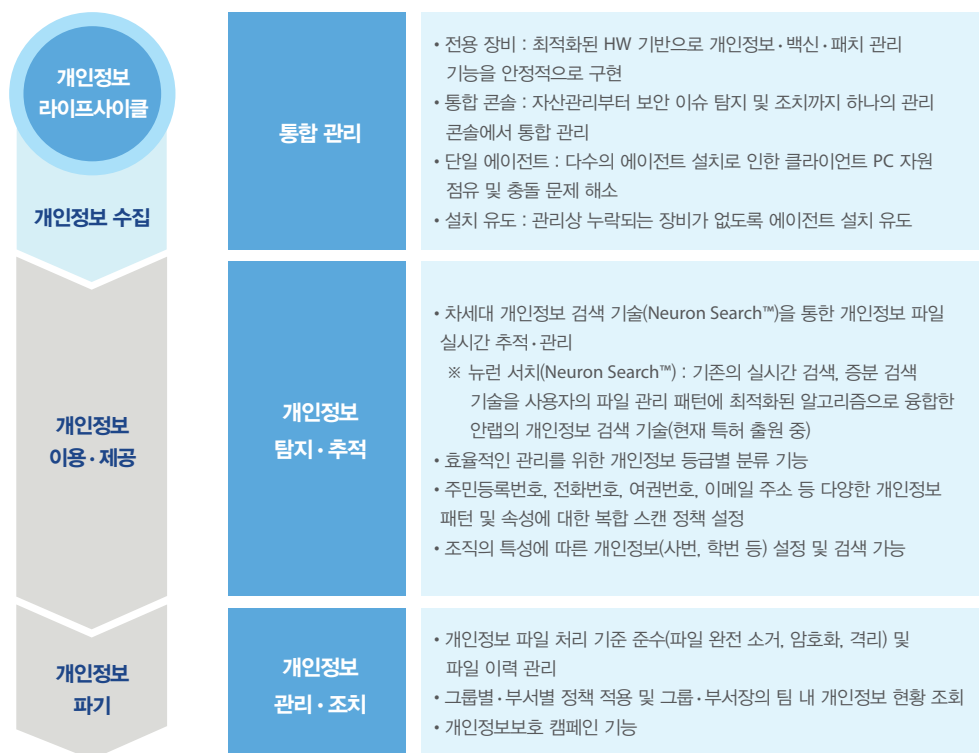 개인정보
라이프사이클
개인정보 수집
개인정보
이용·제공
개인정보
파기
통합 관리
• 전용 장비 : 최적화된 HW 기반으로 개인정보·백신·패치 관리
기능을 안정적으로 구현
• 통합 콘솔 : 자산관리부터 보안 이슈 탐지 및 조치까지 하나의 관리
콘솔에서 통합 관리
• 단일 에이전트 : 다수의 에이전트 설치로 인한 클라이언트 PC 자원
점유 및 충돌 문제 해소
• 설치 유도 : 관리상 누락되는 장비가 없도록 에이전트 설치 유도
개인정보
탐지·추적
• 차세대 개인정보 검색 기술(Neuron Search™)을 통한 개인정보 파일
실시간 추적·관리
※ 뉴런 서치(Neuron Search™) : 기존의 실시간 검색, 증분 검색
기술을 사용자의 파일 관리 패턴에 최적화된 알고리즘으로 융합한
안랩의 개인정보 검색 기술(현재 특허 출원 중)
• 효율적인 관리를 위한 개인정보 등급별 분류 기능
• 주민등록번호, 전화번호, 여권번호, 이메일 주소 등 다양한 개인정보
패턴 및 속성에 대한 복합 스캔 정책 설정
• 조직의 특성에 따른 개인정보(사번, 학번 등) 설정 및 검색 가능
개인정보
관리·조치
• 개인정보 파일 처리 기준 준수(파일 완전 소거, 암호화, 격리) 및
파일 이력 관리
• 그룹별·부서별 정책 적용 및 그룹·부서장의 팀 내 개인정보 현황 조회
• 개인정보보호 캠페인 기능